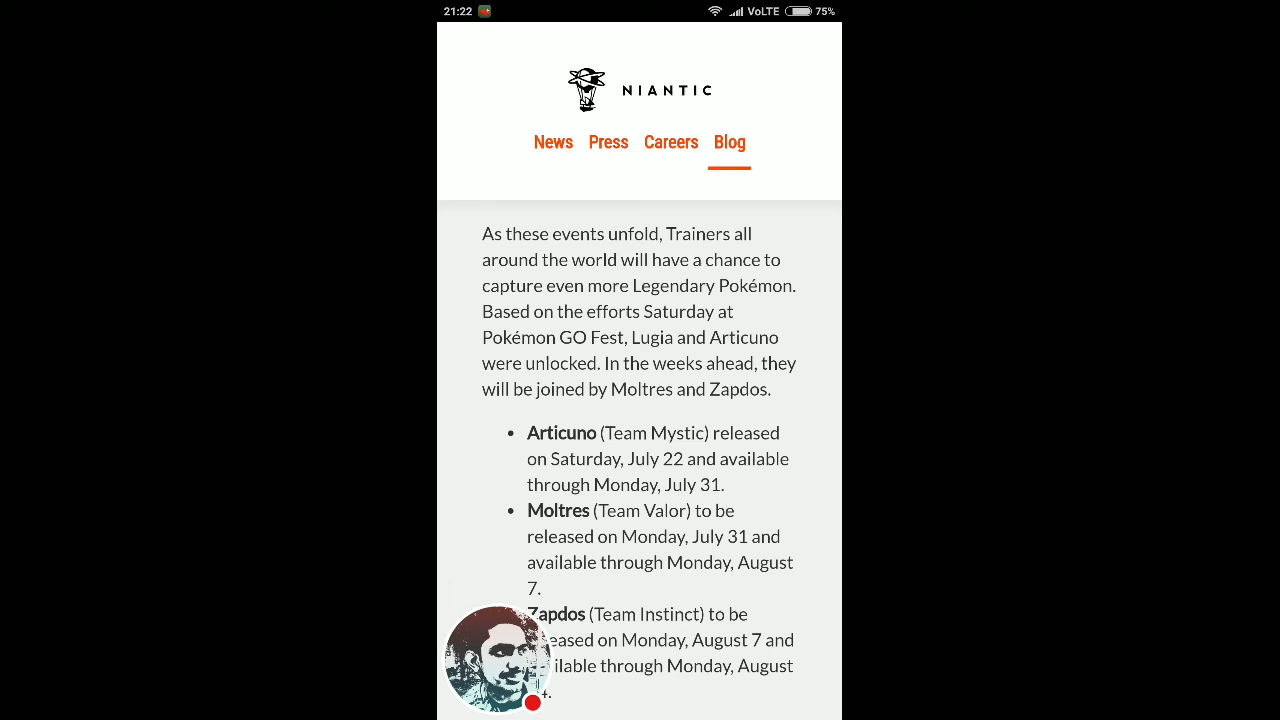 21:22 VoLTE 75%
NIANTIC
News Press Careers Blog
As these events unfold, Trainers all
around the world will have a chance to
capture even more Legendary Pokémon.
Based on the efforts Saturday at
Pokémon GO Fest, Lugia and Articuno
were unlocked. In the weeks ahead, they
will be joined by Moltres and Zapdos.
• Articuno (Team Mystic) released
on Saturday, July 22 and available
through Monday, July 31.
• Moltres (Team Valor) to be
released on Monday, July 31 and
available through Monday, August
7.
Zapdos (Team Instinct) to be
on Monday, August 7 and
through Monday, August